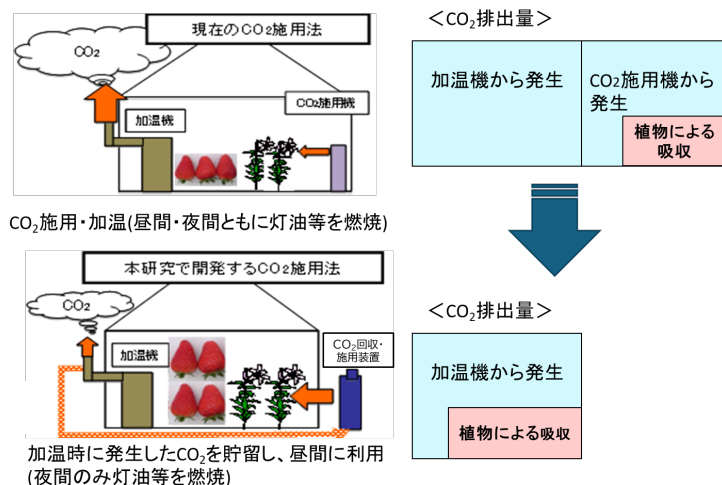 現在のCO₂施用法
CO₂
加温機
CO₂施用機
CO₂施用・加温(昼間・夜間ともに灯油等を燃焼)
＜CO₂排出量＞
加温機から発生
CO₂施用機から
発生
植物による
吸収
本研究で開発するCO₂施用法
CO₂
加温機
CO₂回収・
施用装置
加温時に発生したCO₂を貯留し、昼間に利用
(夜間のみ灯油等を燃焼)
＜CO₂排出量＞
加温機から発生
植物による吸収